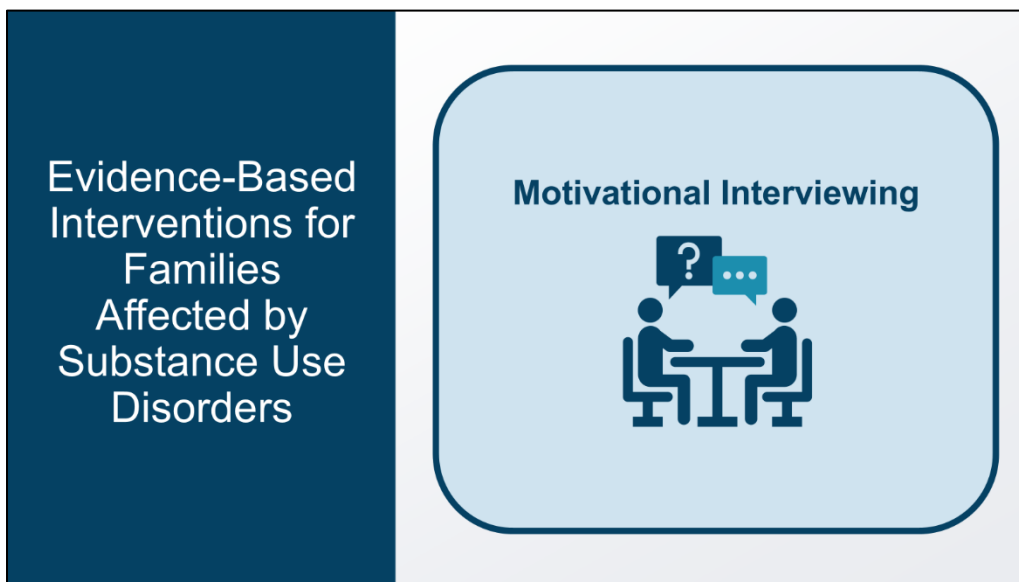 Evidence-Based
Interventions for
Families
Affected by
Substance Use
Disorders
Motivational Interviewing
?
...